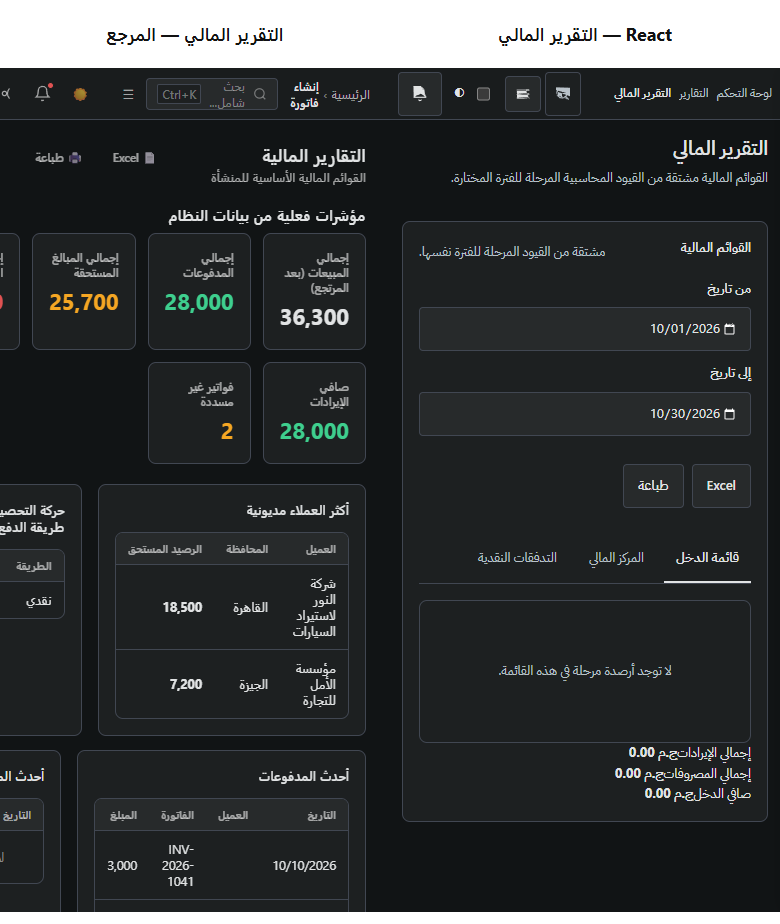 React — التقرير المالي
التقرير المالي — المرجع
لوحة التحكم
التقارير
التقرير المالي
التقرير المالي
القوائم المالية مشتقة من القيود المحاسبية المرحلة للفترة المختارة.
القوائم المالية
مشتقة من القيود المرحلة للفترة نفسها.
من تاريخ
10/01/2026
إلى تاريخ
10/30/2026
Excel
طباعة
قائمة الدخل
المركز المالي
التدفقات النقدية
لا توجد أرصدة مرحلة في هذه القائمة.
إجمالي الإيراداتج.م 0.00
إجمالي المصروفاتج.م 0.00
صافي الدخلج.م 0.00
الرئيسية ›
إنشاء
فاتورة
بحث
شامل...
Ctrl+K
التقارير المالية
القوائم المالية الأساسية للمنشأة
Excel
طباعة
مؤشرات فعلية من بيانات النظام
إجمالي
المبيعات (بعد
المرتجع)
36,300
إجمالي
المدفوعات
28,000
إجمالي المبالغ
المستحقة
25,700
صافي
الإيرادات
28,000
فواتير غير
مسددة
2
أكثر العملاء مديونية
العميل
المحافظة
الرصيد المستحق
شركة
النور
لاستيراد
السيارات
القاهرة
18,500
مؤسسة
الأمل
للتجارة
الجيزة
7,200
حركة التحصي
طريقة الدفع
الطريقة
نقدي
أحدث المدفوعات
التاريخ
العميل
الفاتورة
المبلغ
10/10/2026
INV-
2026-
1041
3,000
أحدث الم
التاريخ